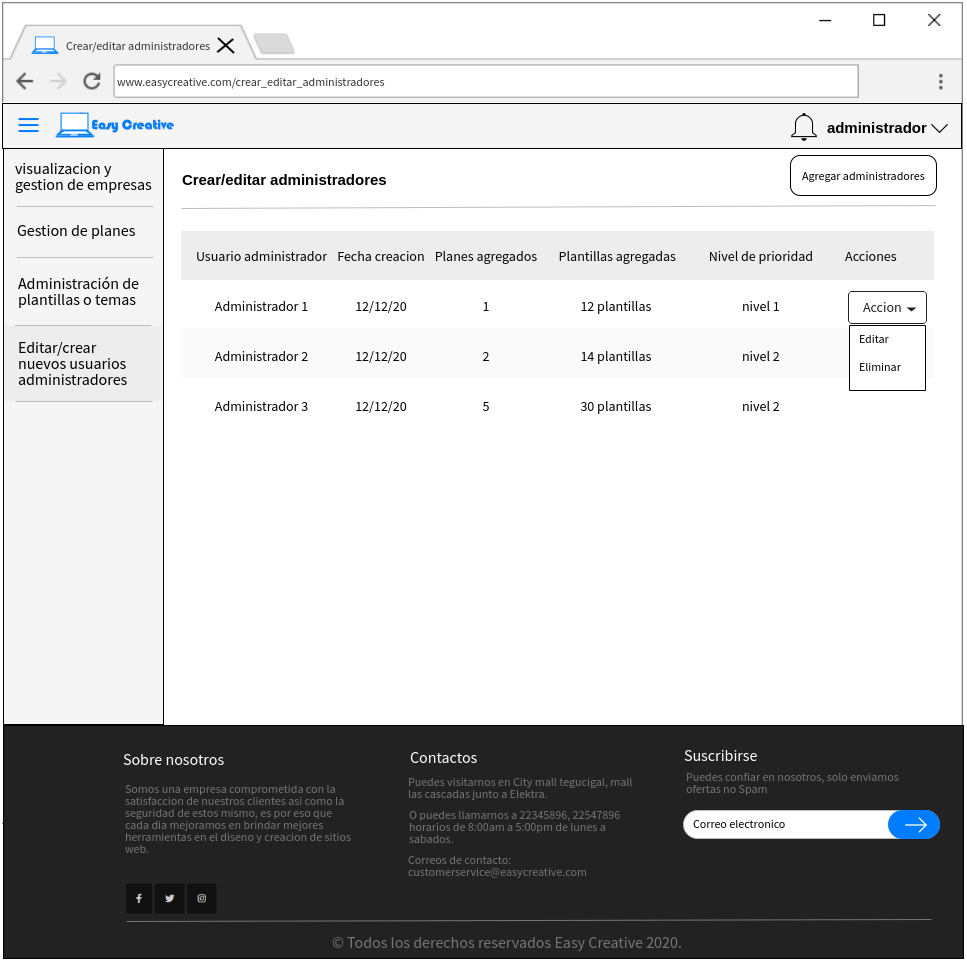 Crear/editar administradores
www.easycreative.com/crear_editar_administradores
Easy Creative
administrador
visualizacion y
gestion de empresas
Gestion de planes
Administración de
plantillas o temas
Editar/crear
nuevos usuarios
administradores
Crear/editar administradores
Agregar administradores
Usuario administrador Fecha creacion Planes agregados Plantillas agregadas Nivel de prioridad Acciones
Administrador 1 12/12/20 1 12 plantillas nivel 1 Accion
Editar
Administrador 2 12/12/20 2 14 plantillas nivel 2
Eliminar
Administrador 3 12/12/20 5 30 plantillas nivel 2
Sobre nosotros
Somos una empresa comprometida con la
satisfaccion de nuestros clientes asi como la
seguridad de estos mismo, es por eso que
cada dia mejoramos en brindar mejores
herramientas en el diseno y creacion de sitios
web.
Contactos
Puedes visitarnos en City mall tegucigal, mall
las cascadas junto a Elektra.
O puedes llamarnos a 22345896, 22547896
horarios de 8:00am a 5:00pm de lunes a
sabados.
Correos de contacto:
customerservice@easycreative.com
Suscribirse
Puedes confiar en nosotros, solo enviamos
ofertas no Spam
Correo electronico
© Todos los derechos reservados Easy Creative 2020.